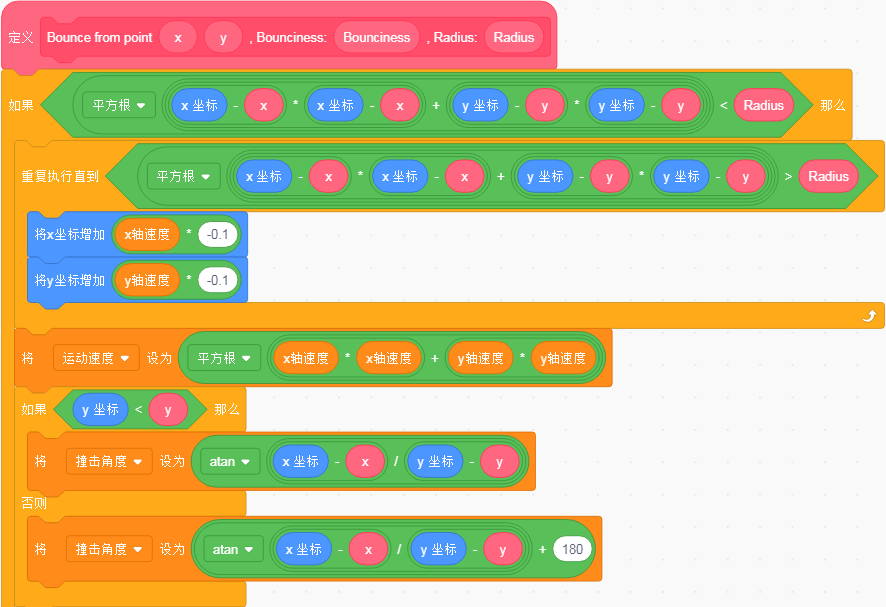 定义 Bounce from point x y , Bounciness: Bounciness , Radius: Radius
如果 平方根 x 坐标 - x * x 坐标 - x + y 坐标 - y * y 坐标 - y < Radius 那么
重复执行直到 平方根 x 坐标 - x * x 坐标 - x + y 坐标 - y * y 坐标 - y > Radius
将x坐标增加 x轴速度 * -0.1
将y坐标增加 y轴速度 * -0.1
将 运动速度 设为 平方根 x轴速度 * x轴速度 + y轴速度 * y轴速度
如果 y 坐标 < y 那么
将 撞击角度 设为 atan x 坐标 - x / y 坐标 - y
否则
将 撞击角度 设为 atan x 坐标 - x / y 坐标 - y + 180